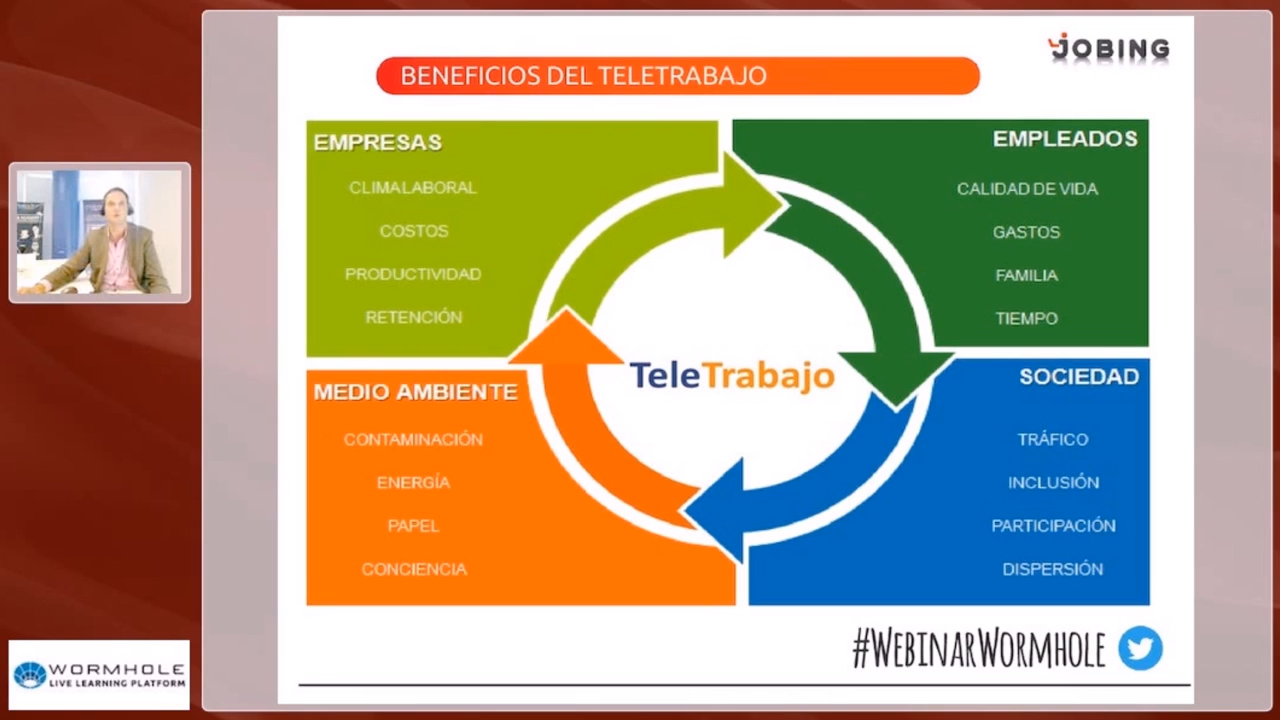 JOBING
BENEFICIOS DEL TELETRABAJO
EMPRESAS
CLIMA LABORAL
COSTOS
PRODUCTIVIDAD
RETENCIÓN
EMPLEADOS
CALIDAD DE VIDA
GASTOS
FAMILIA
TIEMPO
TeleTrabajo
MEDIO AMBIENTE
CONTAMINACIÓN
ENERGÍA
PAPEL
CONCIENCIA
SOCIEDAD
TRÁFICO
INCLUSIÓN
PARTICIPACIÓN
DISPERSIÓN
#WEBINARWORMHOLE
WORMHOLE
LIVE LEARNING PLATFORM